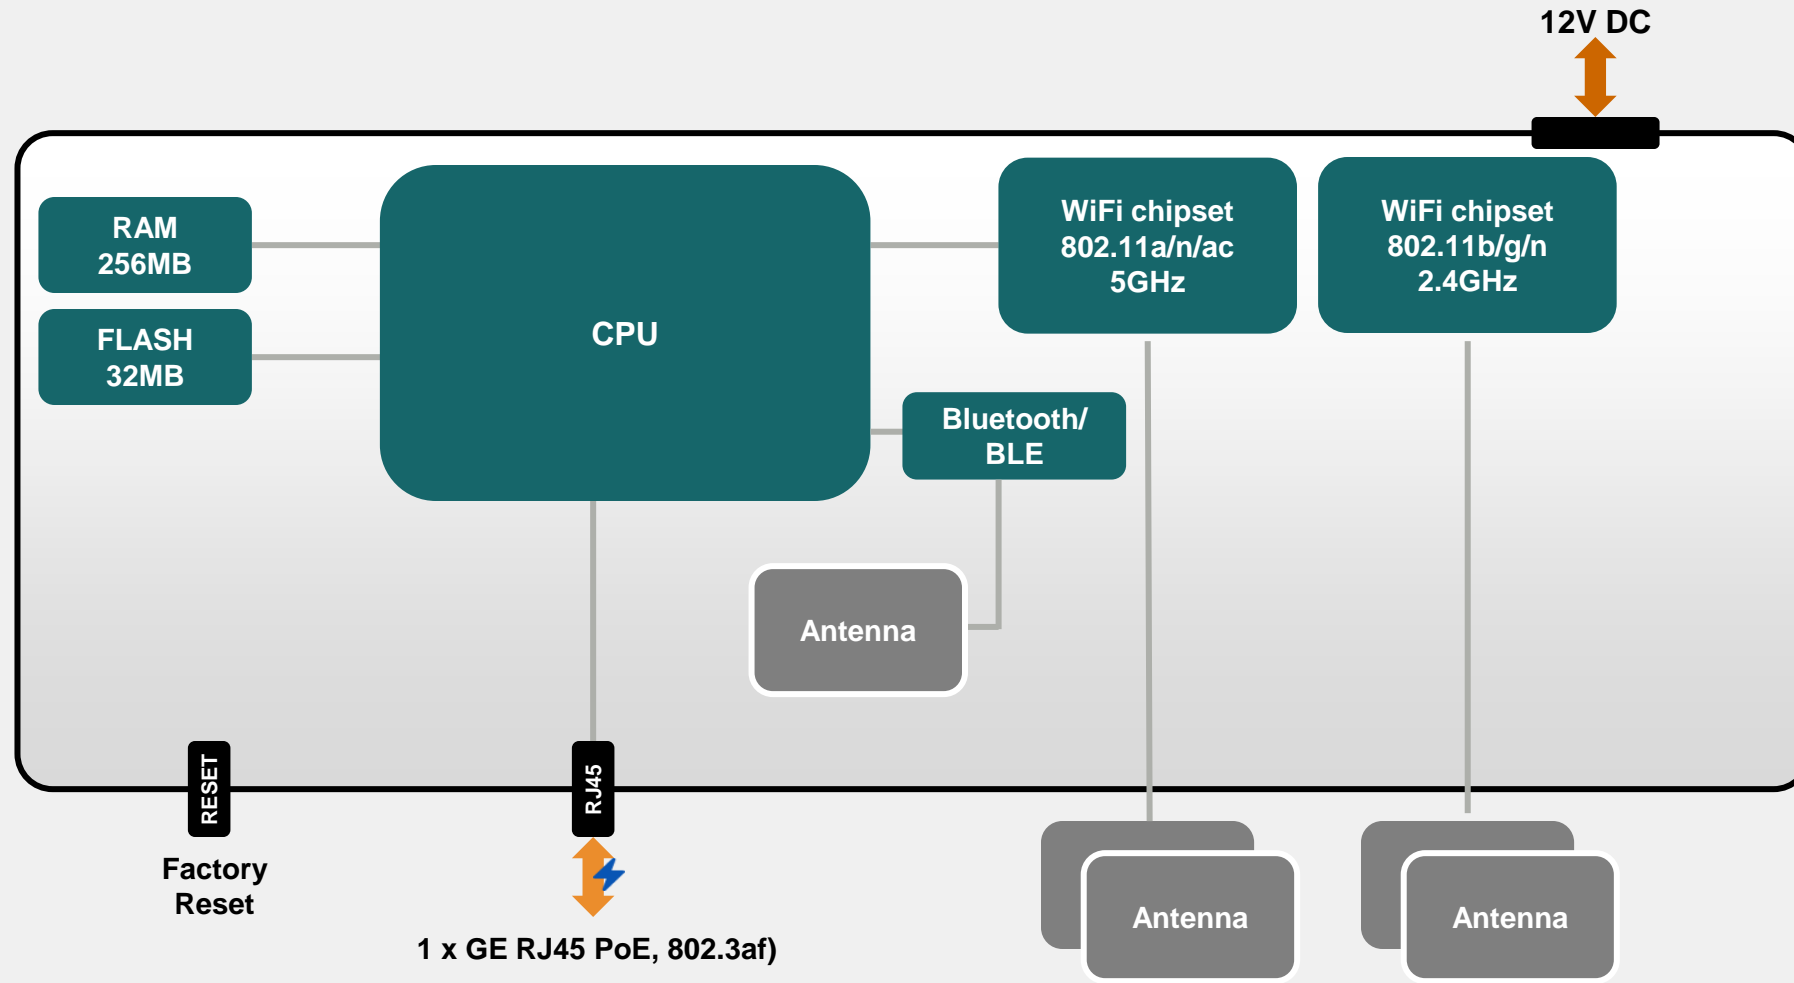 12V DC
RAM
256MB
FLASH
32MB
CPU
WiFi chipset
802.11a/n/ac
5GHz
WiFi chipset
802.11b/g/n
2.4GHz
Bluetooth/
BLE
Antenna
RESET
RJ45
Factory
Reset
1 x GE RJ45 PoE, 802.3af)
Antenna
Antenna